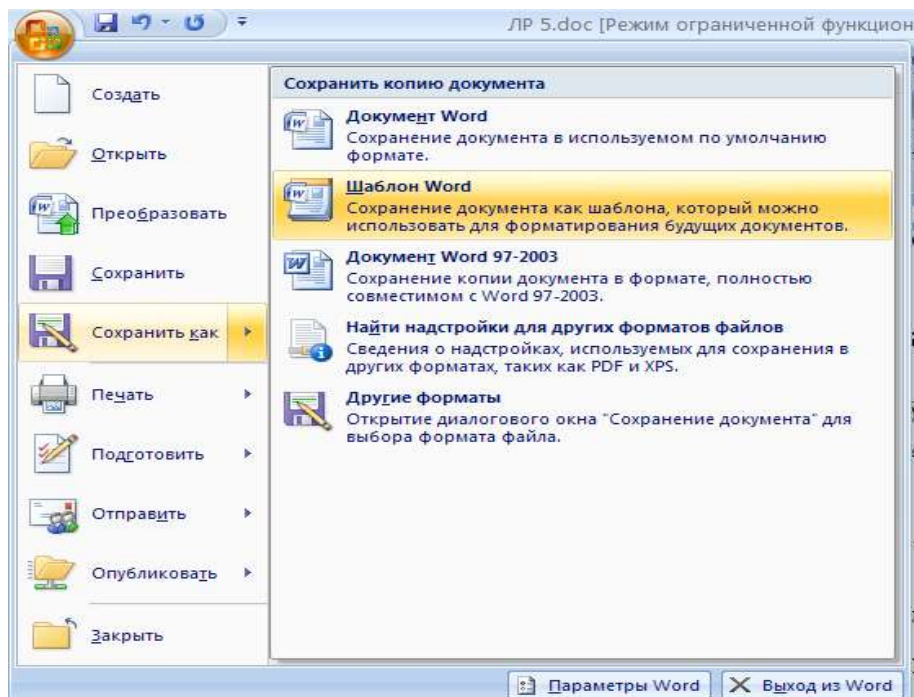 ЛР 5.doc [Режим ограниченной функцион
Создать
Открыть
Преобразовать
Сохранить
Сохранить как
Печать
Подготовить
Отправить
Опубликовать
Закрыть
Сохранить копию документа
Документ Word
Сохранение документа в используемом по умолчанию
формате.
Шаблон Word
Сохранение документа как шаблона, который можно
использовать для форматирования будущих документов.
Документ Word 97-2003
Сохранение копии документа в формате, полностью
совместимом с Word 97-2003.
Найти надстройки для других форматов файлов
Сведения о надстройках, используемых для сохранения в
других форматах, таких как PDF и XPS.
Другие форматы
Открытие диалогового окна "Сохранение документа" для
выбора формата файла.
Параметры Word
Выход из Word